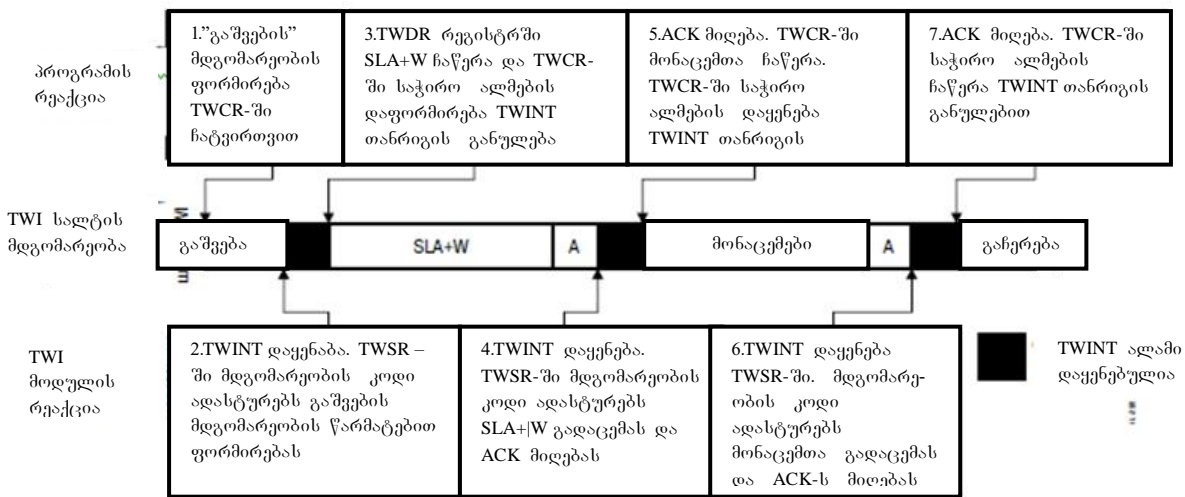 პროგრამის
რეაქცია
1.”გაშვების”
მდგომარეობის
ფორმირება
TWCR-ში
ჩატვირთვით
3.TWDR რეგისტრში
SLA+W ჩაწერა და TWCR-
ში საჭირო ალმების
დაფორმირება TWINT
თანრიგის განულება
5.ACK მიღება. TWCR-ში
მონაცემთა ჩაწერა.
TWCR-ში საჭირო
ალმების დაყენება
TWINT თანრიგის
7.ACK მიღება. TWCR-ში
საჭირო ალმების
ჩაწერა TWINT თანრიგის
განულებით
TWI სალტის
მდგომარეობა
გაშვება
SLA+W
A
მონაცემები
A
გაჩერება
TWI
მოდულის
რეაქცია
2.TWINT დაყენაბა. TWSR –
ში მდგომარეობის კოდი
ადასტურებს გაშვების
მდგომარეობის წარმატებით
ფორმირებას
4.TWINT დაყენება.
TWSR-ში მდგომარეობის
კოდი ადასტურებს
SLA+|W გადაცემას და
ACK მიღებას
6.TWINT დაყენება
TWSR-ში. მდგომარე-
ობის კოდი
ადასტურებს
მონაცემთა გადაცემას
და ACK-ს მიღებას
TWINT ალამი
დაყენებულია